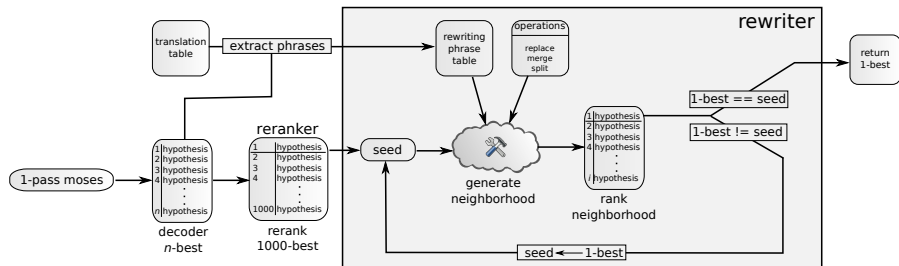 rewriter
translation
table
extract phrases
rewriting
phrase
table
operations
replace
merge
split
return
1-best
1-best == seed
1-best != seed
1-pass moses
1 hypothesis
2 hypothesis
3 hypothesis
4 hypothesis
n hypothesis
decoder
n-best
reranker
1 hypothesis
2 hypothesis
3 hypothesis
4 hypothesis
1000 hypothesis
rerank
1000-best
seed
generate
neighborhood
1 hypothesis
2 hypothesis
3 hypothesis
4 hypothesis
i hypothesis
rank
neighborhood
seed ← 1-best